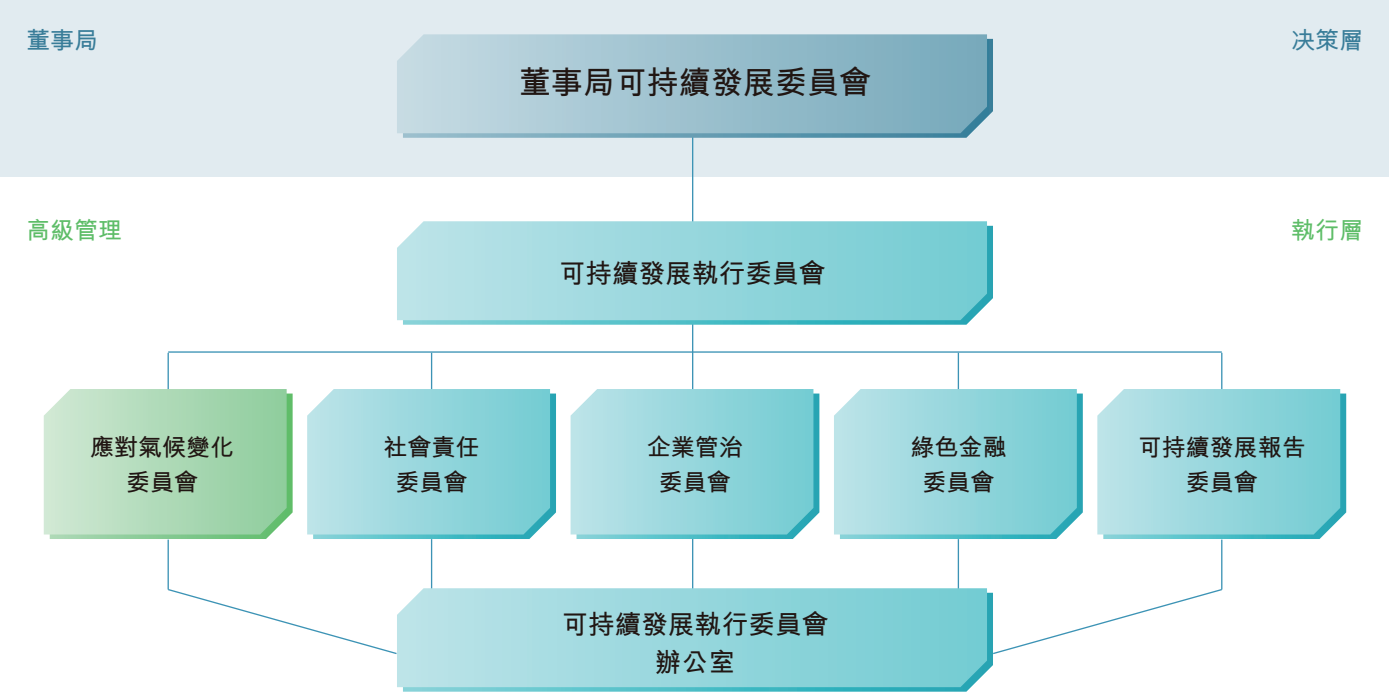 董事局
决策層
董事局可持續發展委員會
高級管理
執行層
可持續發展執行委員會
應對氣候變化
委員會
社會責任
委員會
企業管治
委員會
綠色金融
委員會
可持續發展報告
委員會
可持續發展執行委員會
辦公室